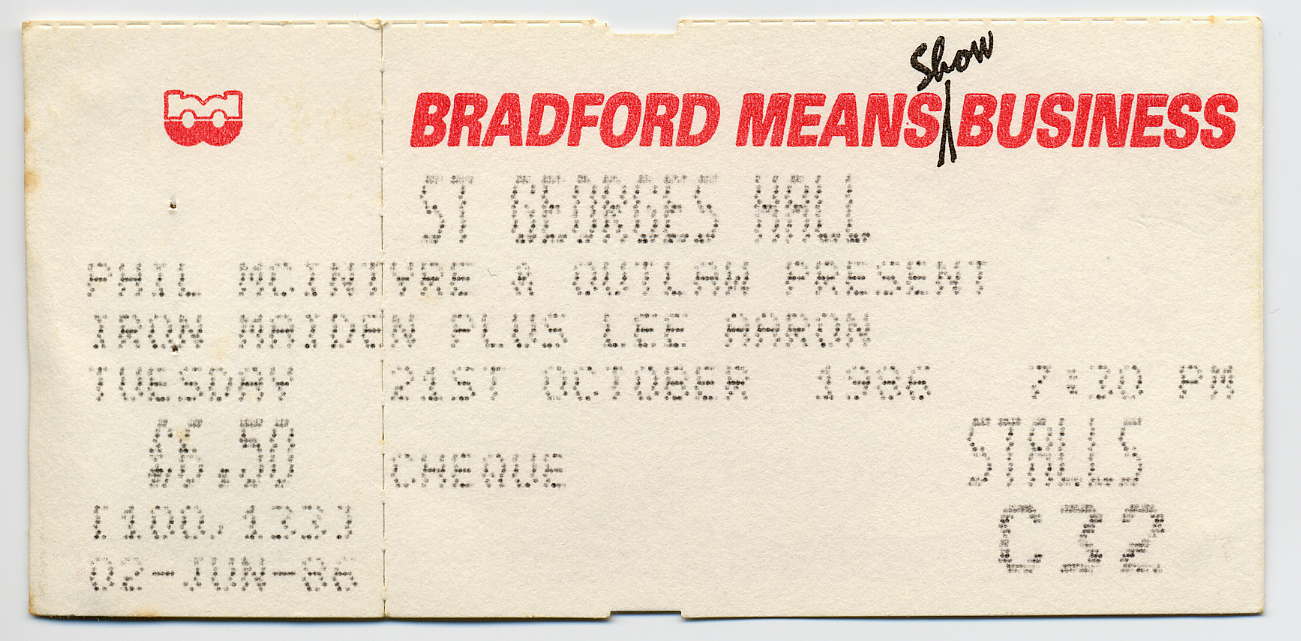 Show
BRADFORD MEANS BUSINESS
ST GEORGES HALL
PHIL MCINTYRE & OUTLAW PRESENT
IRON MAIDEN PLUS LEE AARON
TUESDAY 21ST OCTOBER 1986 7:30 PM
£6.50 CHEQUE STALLS
[100,133] C32
02-JUN-86